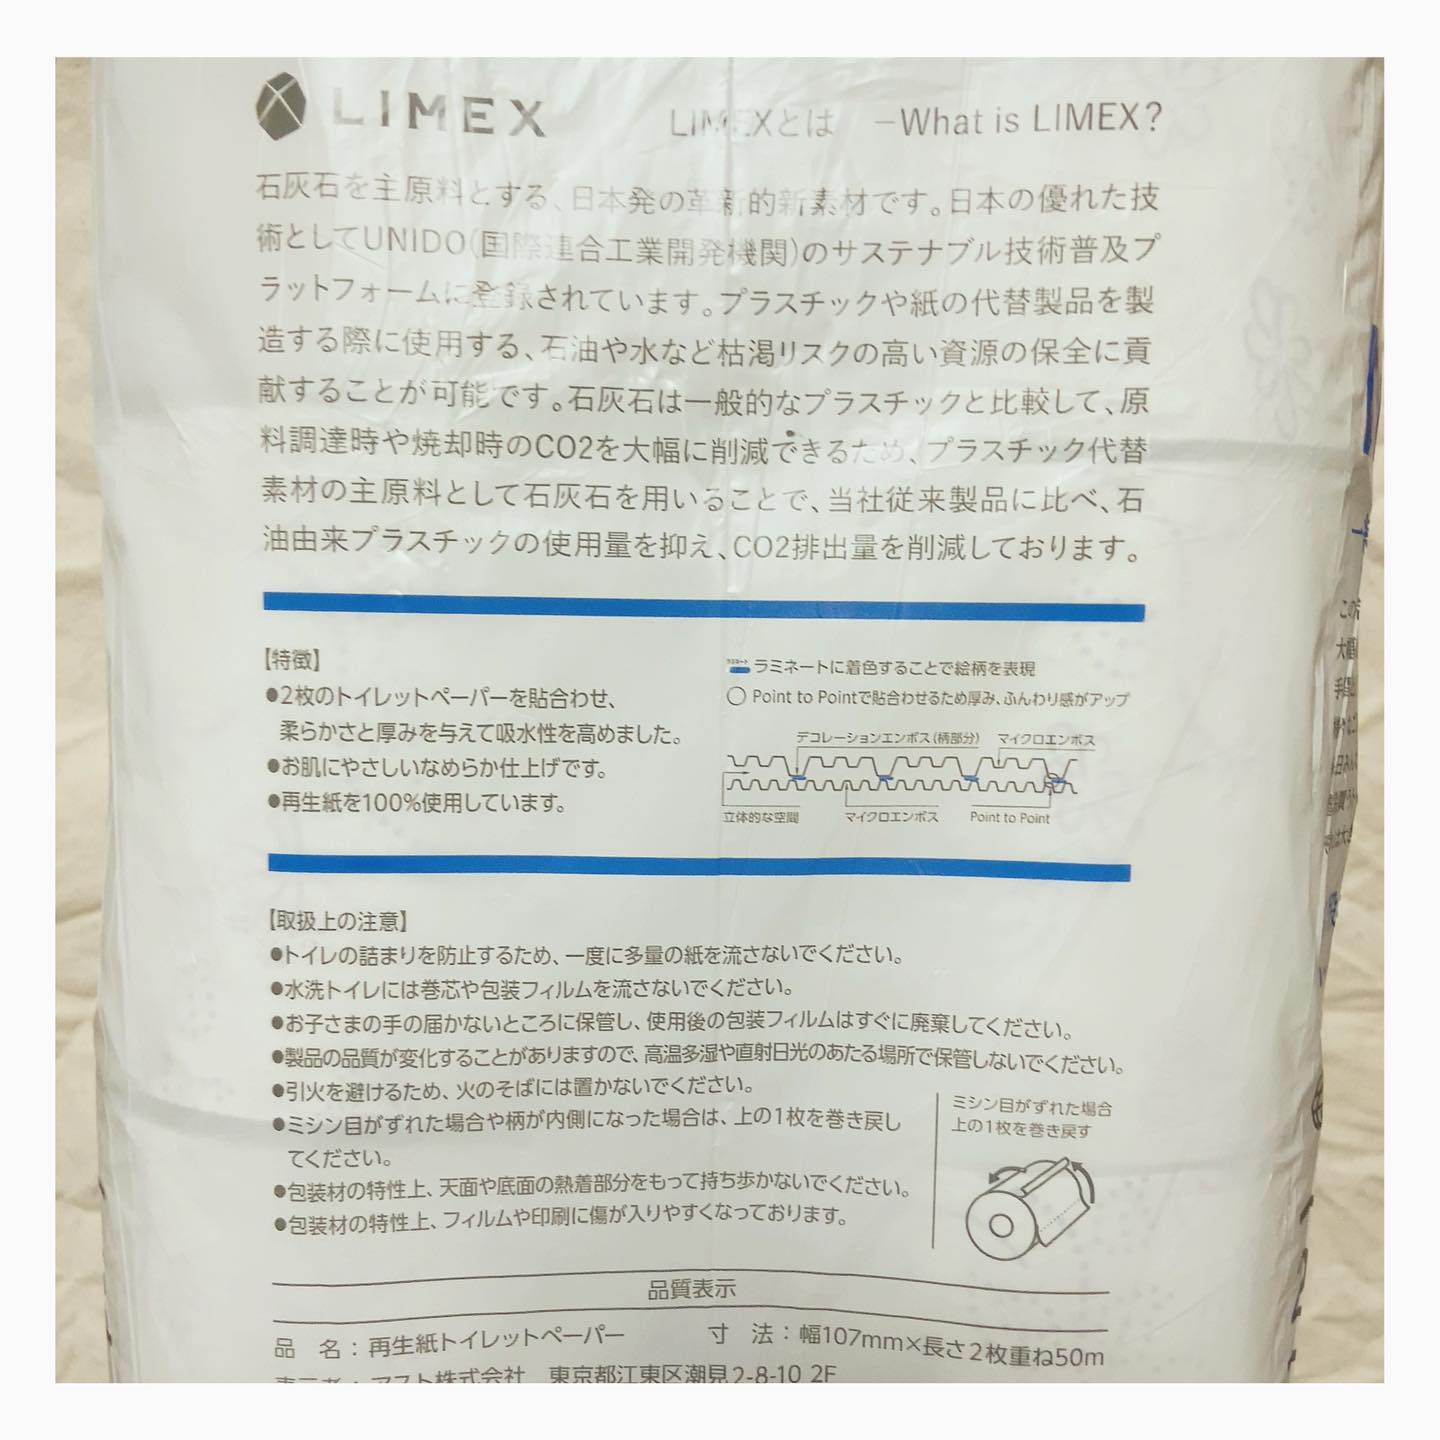 LIMEX
LIMEXとは －What is LIMEX?
石灰石を主原料とする、日本発の革新的新素材です。日本の優れた技
術としてUNIDO(国際連合工業開発機関)のサステナブル技術普及プ
ラットフォームに登録されています。プラスチックや紙の代替製品を製
造する際に使用する、石油や水など枯渇リスクの高い資源の保全に貢
献することが可能です。石灰石は一般的なプラスチックと比較して、原
料調達時や焼却時のCO2を大幅に削減できるため、プラスチック代替
素材の主原料として石灰石を用いることで、当社従来製品に比べ、石
油由来プラスチックの使用量を抑え、CO2排出量を削減しております。
【特徴】
●2枚のトイレットペーパーを貼合わせ、
柔らかさと厚みを与えて吸水性を高めました。
●お肌にやさしいなめらか仕上げです。
●再生紙を100%使用しています。
ラミネート ラミネートに着色することで絵柄を表現
○ Point to Pointで貼合わせるため厚み、ふんわり感がアップ
デコレーションエンボス(柄部分) マイクロエンボス
立体的な空間 マイクロエンボス Point to Point
【取扱上の注意】
●トイレの詰まりを防止するため、一度に多量の紙を流さないでください。
●水洗トイレには巻芯や包装フィルムを流さないでください。
●お子さまの手の届かないところに保管し、使用後の包装フィルムはすぐに廃棄してください。
●製品の品質が変化することがありますので、高温多湿や直射日光のあたる場所で保管しないでください。
●引火を避けるため、火のそばには置かないでください。
●ミシン目がずれた場合や柄が内側になった場合は、上の1枚を巻き戻し
てください。
●包装材の特性上、天面や底面の熱着部分をもって持ち歩かないでください。
●包装材の特性上、フィルムや印刷に傷が入りやすくなっております。
ミシン目がずれた場合
上の1枚を巻き戻す
品質表示
品 名：再生紙トイレットペーパー 寸 法：幅107mm×長さ2枚重ね50m
表示者：アスト株式会社 東京都江東区潮見2-8-10 2F